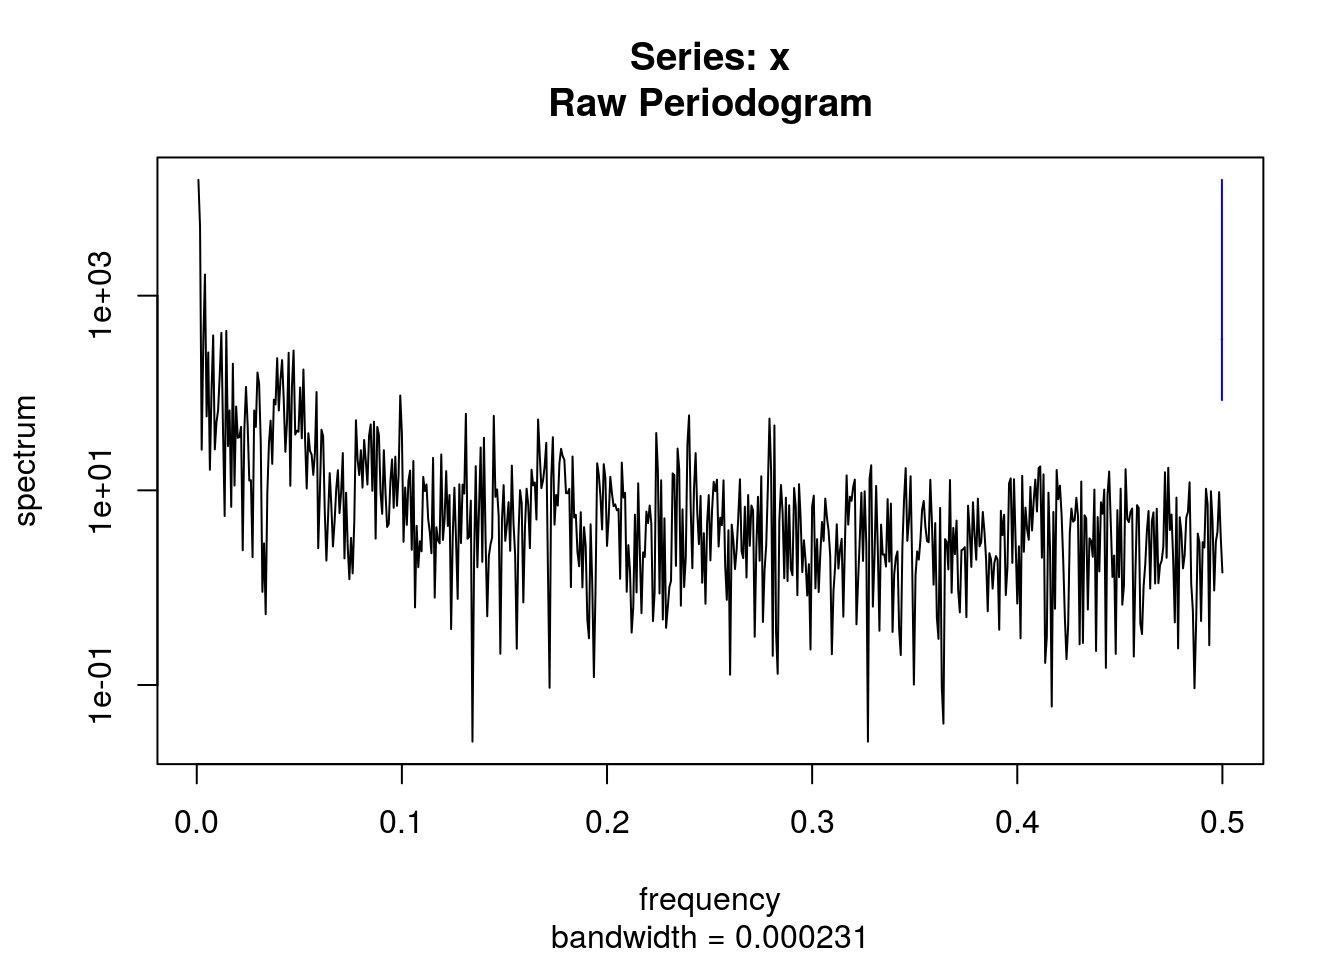 Series: x
Raw Periodogram
spectrum
1e+03
1e+01
1e-01
0.0 0.1 0.2 0.3 0.4 0.5
frequency
bandwidth = 0.000231